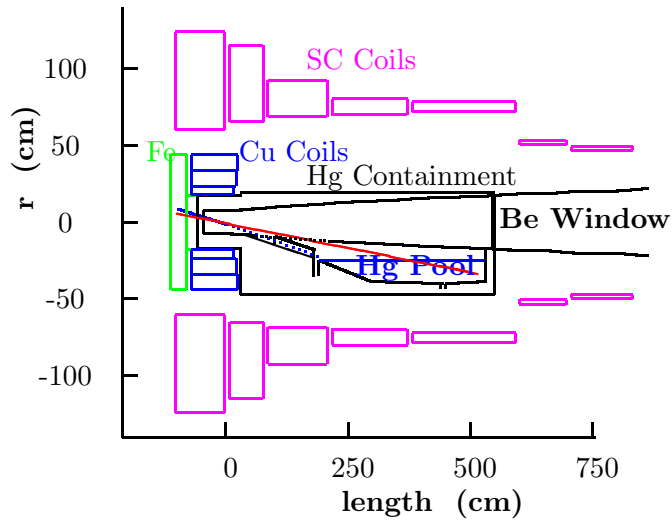 SC Coils
100
r (cm)
50
Fe
Cu Coils
Hg Containment
0
Be Window
Hg Pool
-50
-100
0
250
500
750
length (cm)